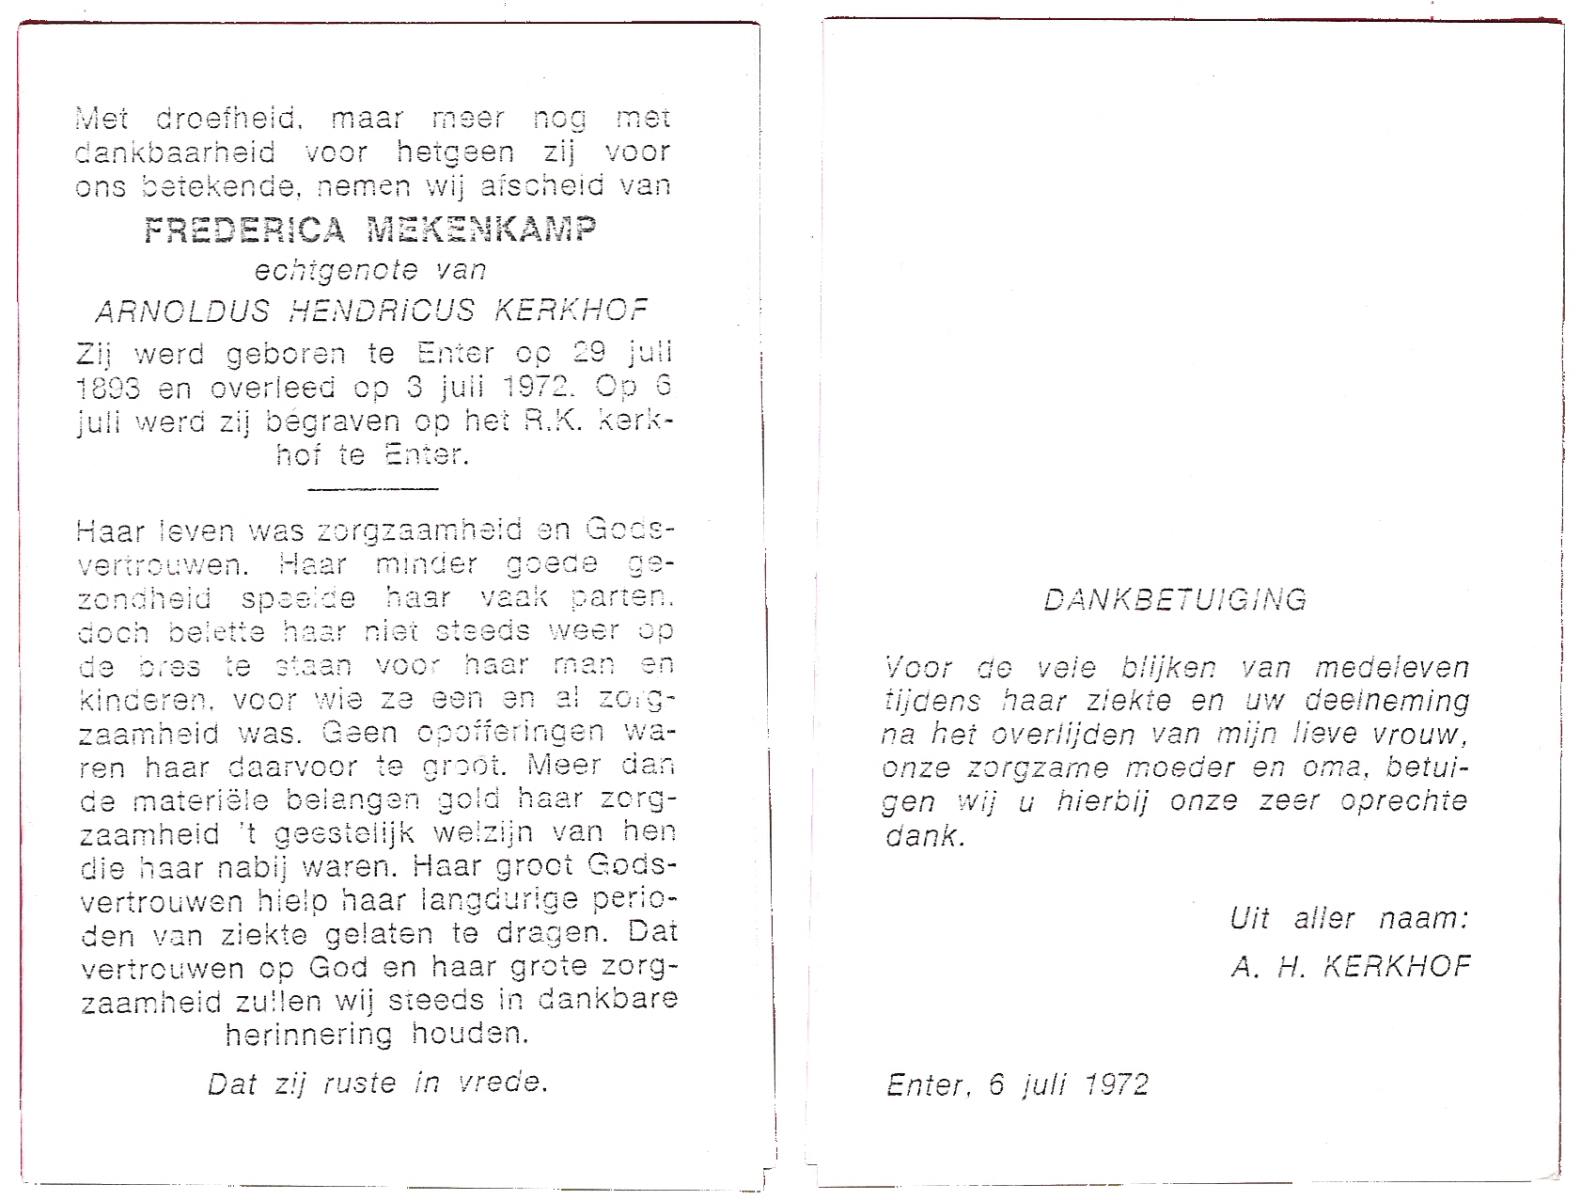 Met droefheid, maar meer nog met
dankbaarheid voor hetgeen zij voor
ons betekende, nemen wij afscheid van
FREDERICA MEKENKAMP
echtgenote van
ARNOLDUS HENDRICUS KERKHOF
Zij werd geboren te Enter op 29 juli
1893 en overleed op 3 juli 1972. Op 6
juli werd zij begraven op het R.K. kerk-
hof te Enter.
Haar leven was zorgzaamheid en Gods-
vertrouwen. Haar minder goede ge-
zondheid speelde haar vaak parten,
doch belette haar niet steeds weer op
de bres te staan voor haar man en
kinderen, voor wie ze een en al zorg-
zaamheid was. Geen opofferingen wa-
ren haar daarvoor te groot. Meer dan
de materiële belangen gold haar zorg-
zaamheid 't geestelijk welzijn van hen
die haar nabij waren. Haar groot Gods-
vertrouwen hielp haar langdurige perio-
den van ziekte gelaten te dragen. Dat
vertrouwen op God en haar grote zorg-
zaamheid zullen wij steeds in dankbare
herinnering houden.
Dat zij ruste in vrede.
DANKBETUIGING
Voor de vele blijken van medeleven
tijdens haar ziekte en uw deelneming
na het overlijden van mijn lieve vrouw,
onze zorgzame moeder en oma, betui-
gen wij u hierbij onze zeer oprechte
dank.
Uit aller naam:
A. H. KERKHOF
Enter, 6 juli 1972